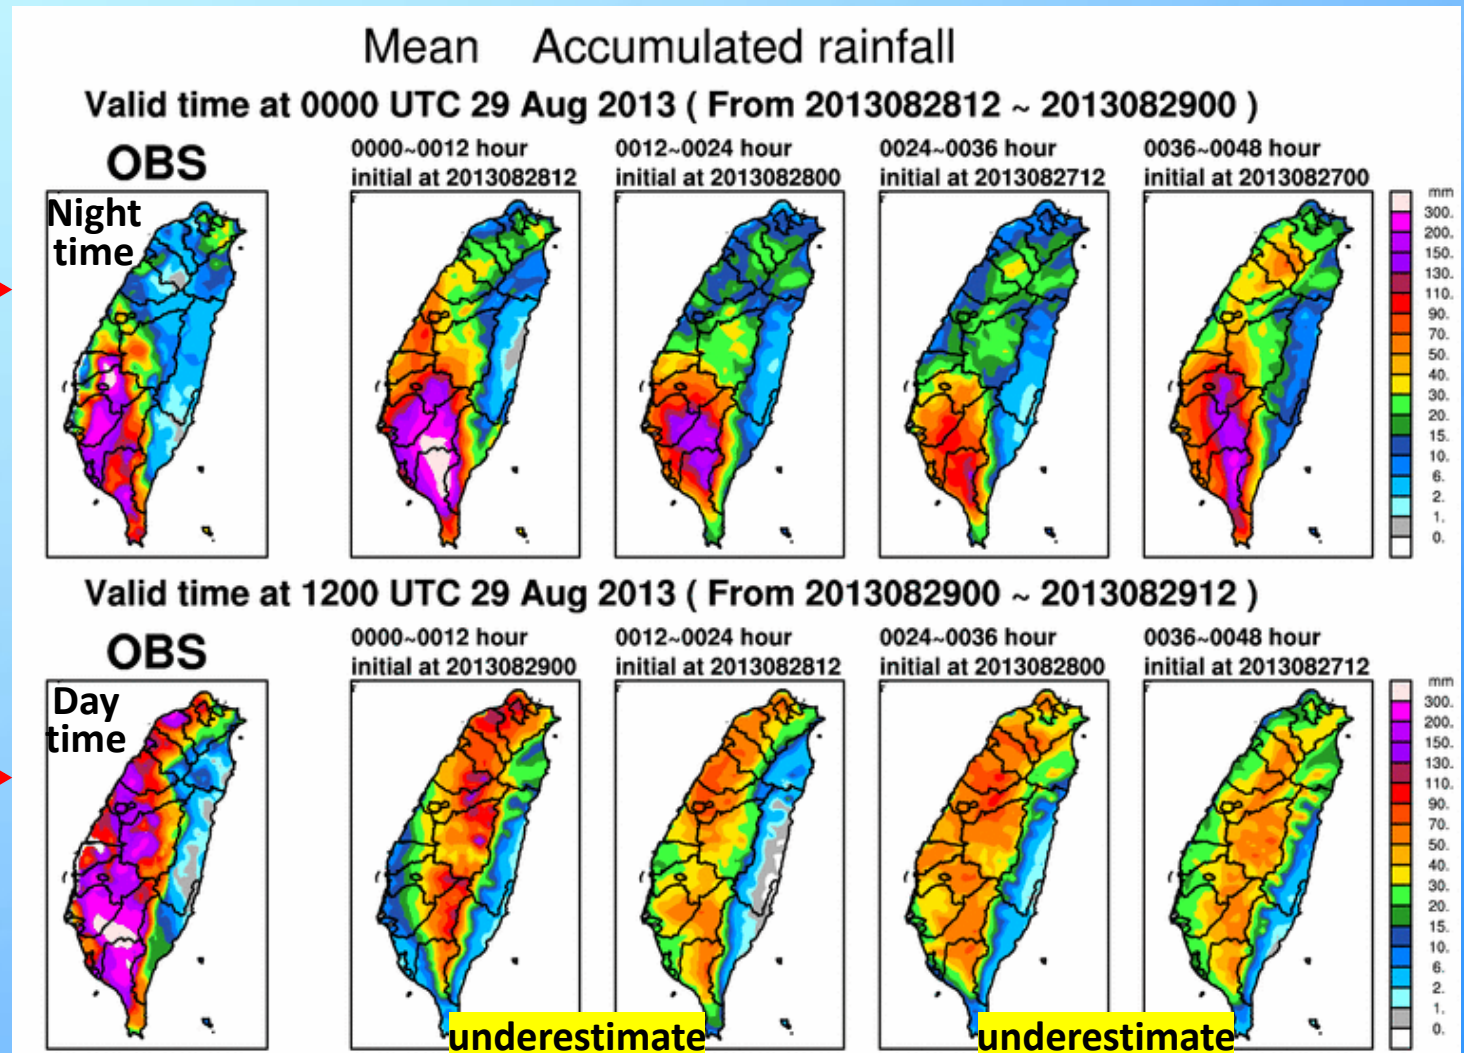 Mean Accumulated rainfall
Valid time at 0000 UTC 29 Aug 2013 ( From 2013082812 ~ 2013082900 )
OBS
0000~0012 hour
initial at 2013082812
0012~0024 hour
initial at 2013082800
0024~0036 hour
initial at 2013082712
0036~0048 hour
initial at 2013082700
Night
time
mm
300.
200.
150.
130.
110.
90.
70.
50.
40.
30.
20.
15.
10.
6.
2.
1.
0.
Valid time at 1200 UTC 29 Aug 2013 ( From 2013082900 ~ 2013082912 )
OBS
0000~0012 hour
initial at 2013082900
0012~0024 hour
initial at 2013082812
0024~0036 hour
initial at 2013082800
0036~0048 hour
initial at 2013082712
Day
time
mm
300.
200.
150.
130.
110.
90.
70.
50.
40.
30.
20.
15.
10.
6.
2.
1.
0.
underestimate
underestimate